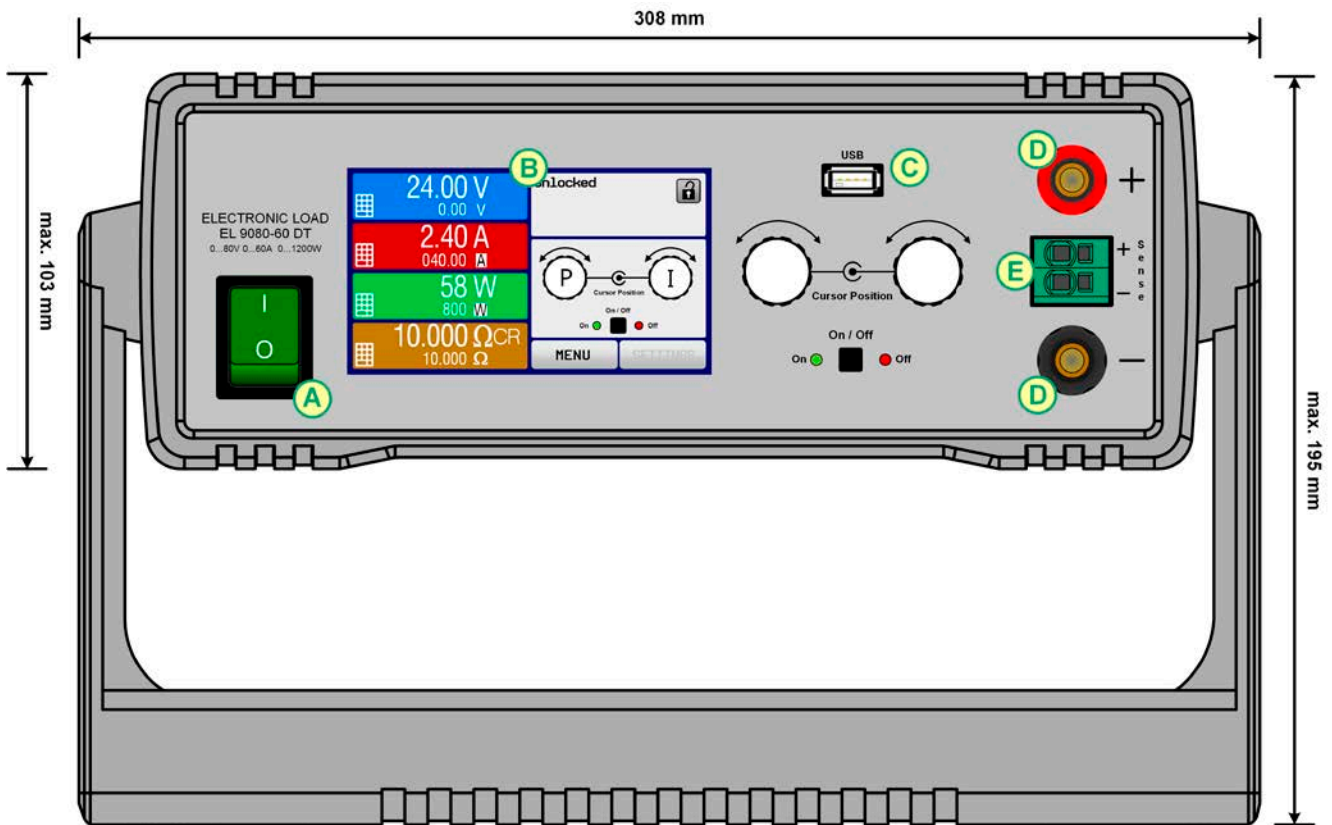 308 mm
max. 103 mm
max. 195 mm
ELECTRONIC LOAD
EL 9080-60 DT
0...80V 0...60A 0...1200W
I
O
A
B
24.00 V
0.00 V
2.40 A
040.00 A
58 W
800 W
10.000 Ω CR
10.000 Ω
Unlocked
P
I
Cursor Position
On / Off
On
Off
MENU
SETTINGS
USB
C
Cursor Position
On / Off
On
Off
D
+
E
+
Sense
−
D
−